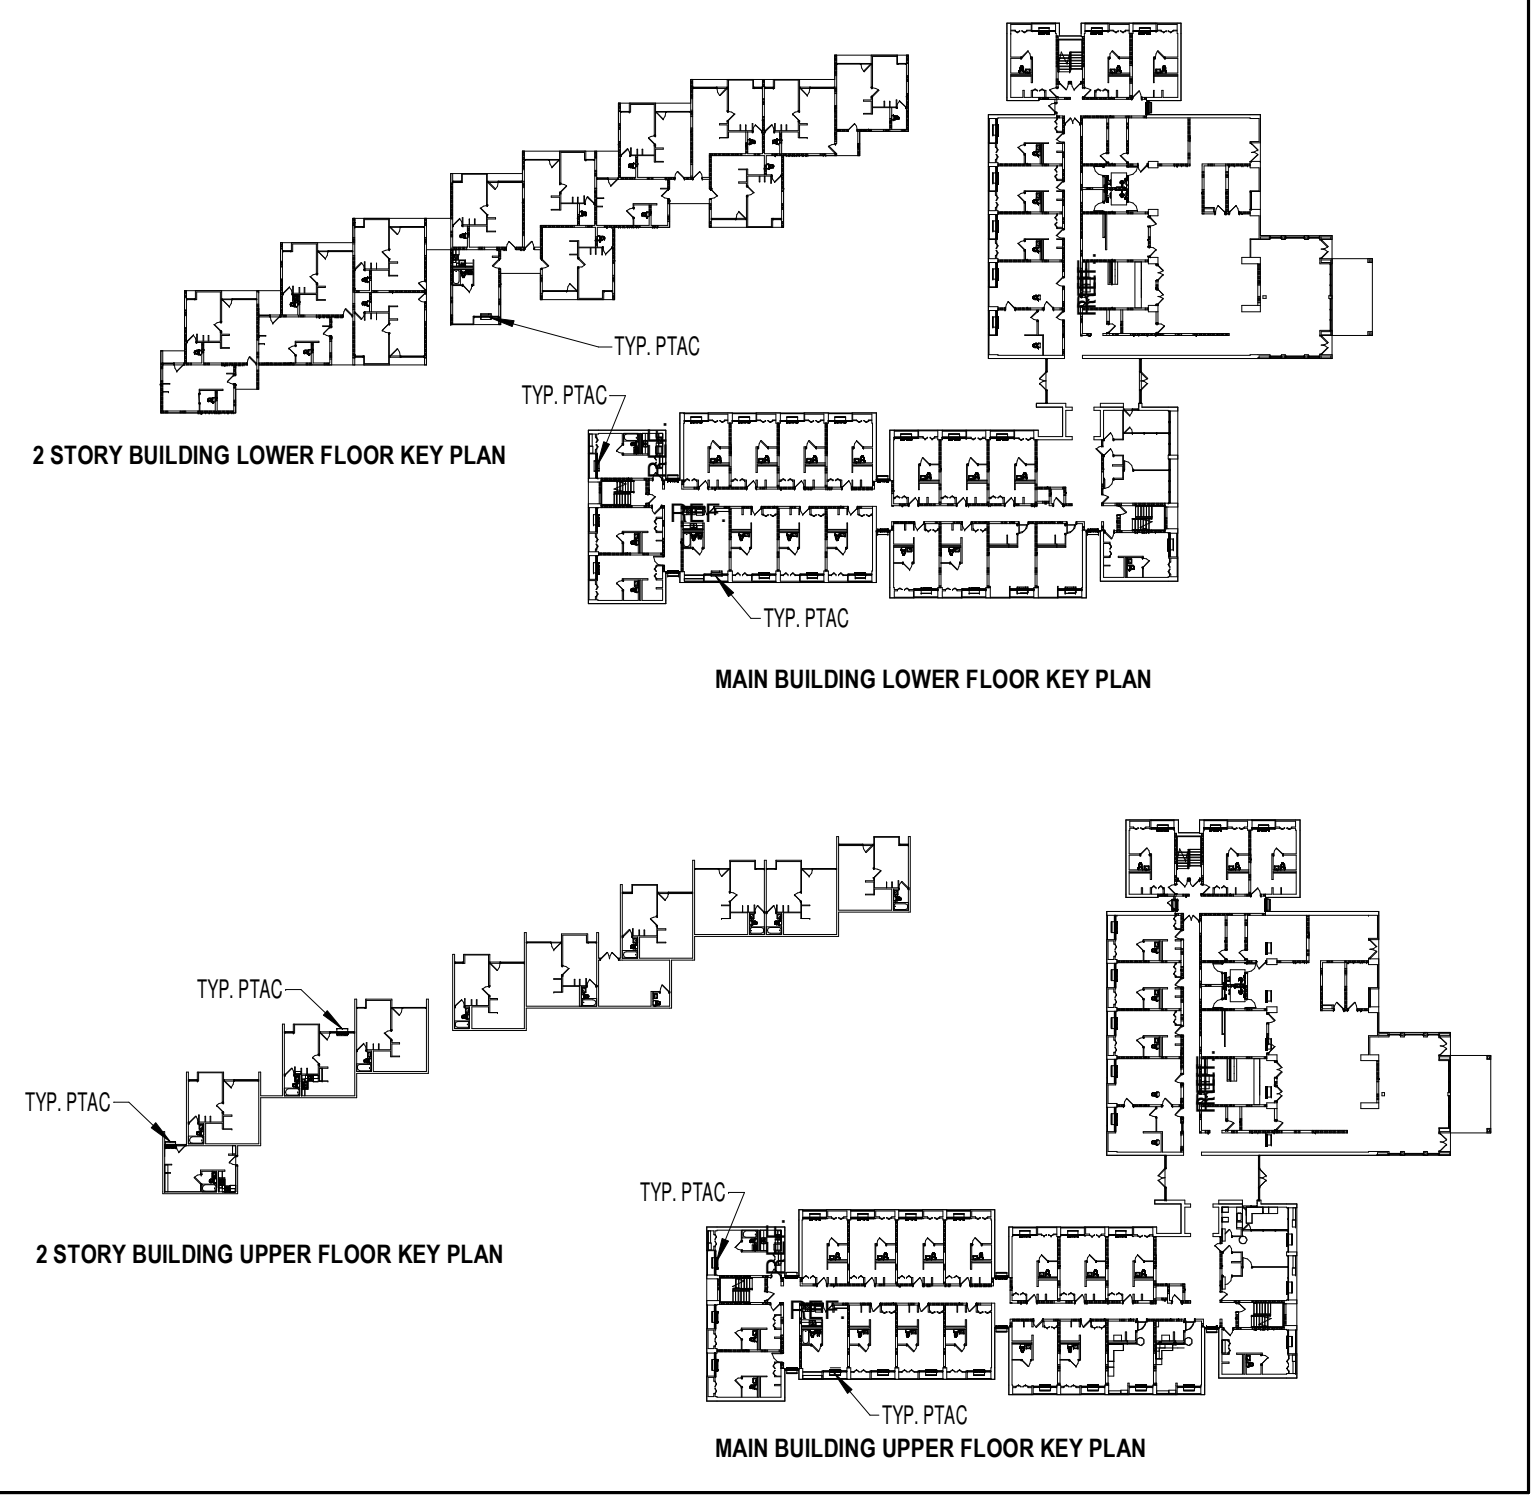 TYP. PTAC
TYP. PTAC
2 STORY BUILDING LOWER FLOOR KEY PLAN
REF.
TYP. PTAC
MAIN BUILDING LOWER FLOOR KEY PLAN
TYP. PTAC
TYP. PTAC
TYP. PTAC
2 STORY BUILDING UPPER FLOOR KEY PLAN
REF.
TYP. PTAC
MAIN BUILDING UPPER FLOOR KEY PLAN